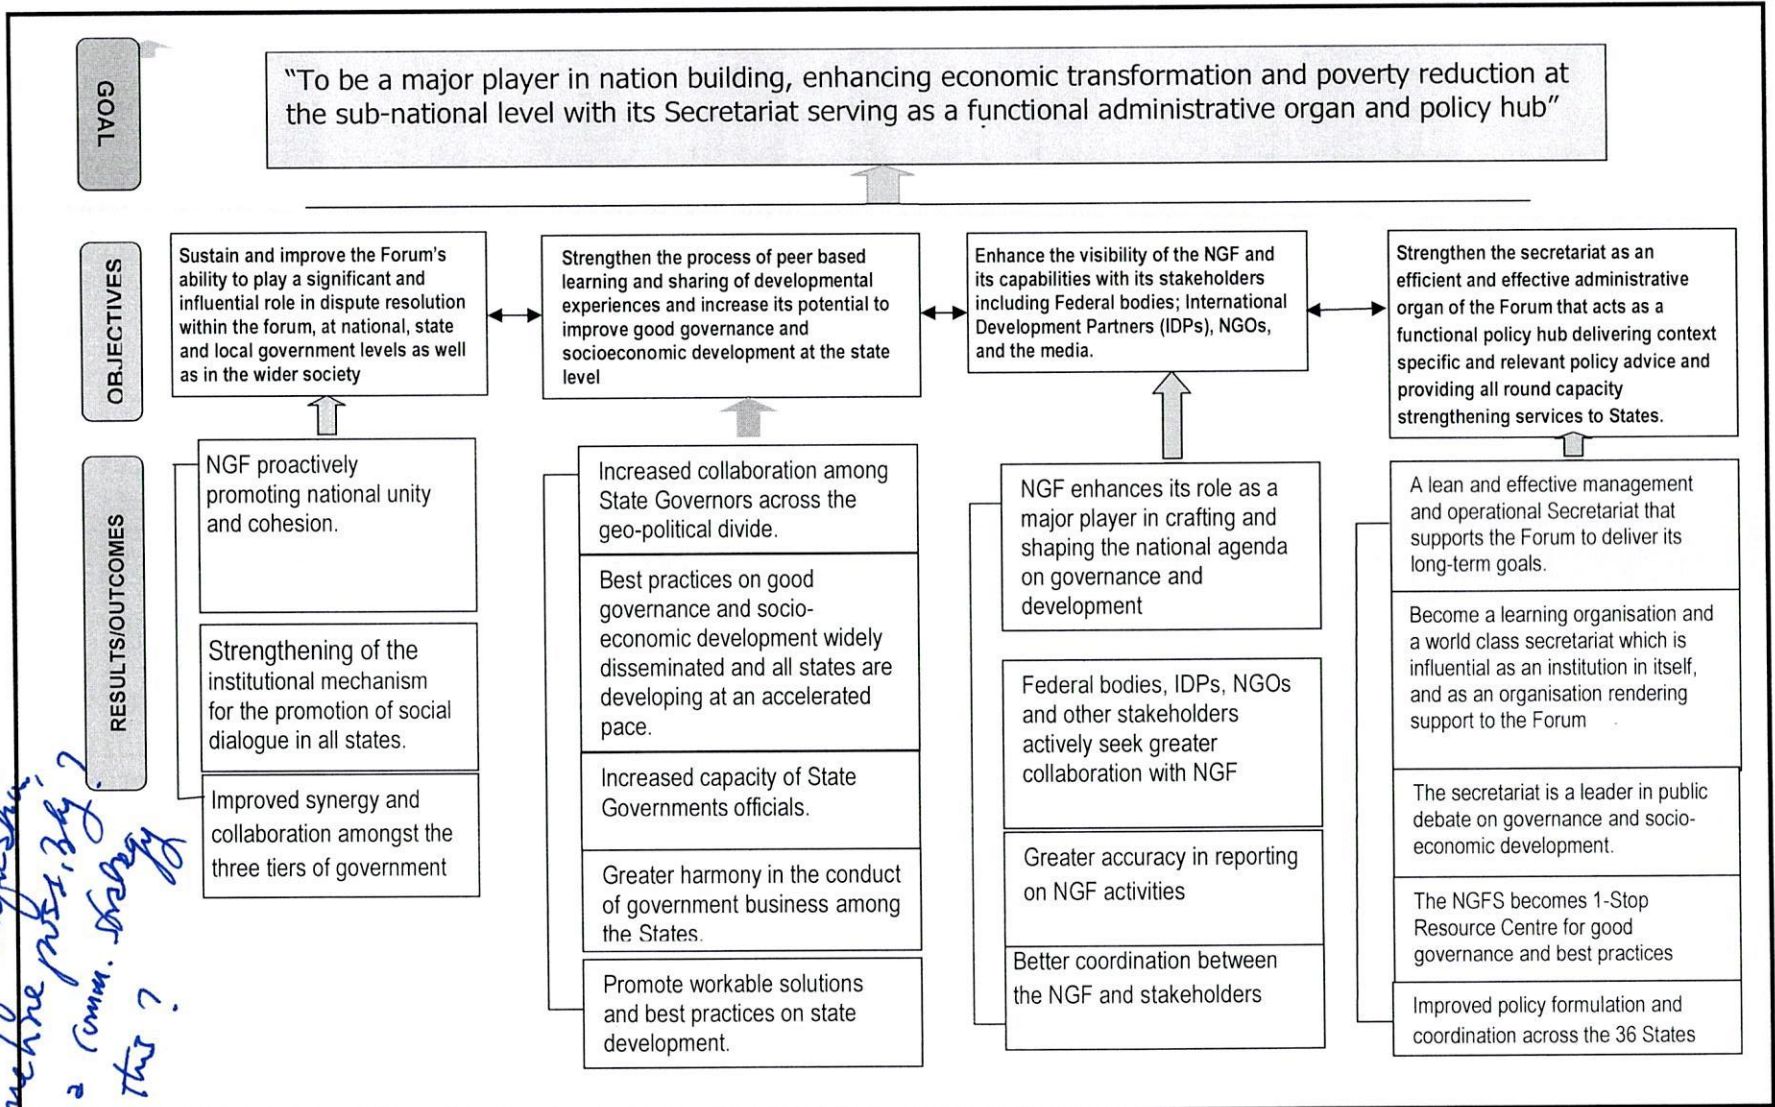 GOAL
"To be a major player in nation building, enhancing economic transformation and poverty reduction at
the sub-national level with its Secretariat serving as a functional administrative organ and policy hub"
OBJECTIVES
Sustain and improve the Forum's
ability to play a significant and
influential role in dispute resolution
within the forum, at national, state
and local government levels as well
as in the wider society
Strengthen the process of peer based
learning and sharing of developmental
experiences and increase its potential to
improve good governance and
socioeconomic development at the state
level
Enhance the visibility of the NGF and
its capabilities with its stakeholders
including Federal bodies; International
Development Partners (IDPs), NGOs,
and the media.
Strengthen the secretariat as an
efficient and effective administrative
organ of the Forum that acts as a
functional policy hub delivering context
specific and relevant policy advice and
providing all round capacity
strengthening services to States.
RESULTS/OUTCOMES
NGF proactively
promoting national unity
and cohesion.
Strengthening of the
institutional mechanism
for the promotion of social
dialogue in all states.
Improved synergy and
collaboration amongst the
three tiers of government
Increased collaboration among
State Governors across the
geo-political divide.
Best practices on good
governance and socio-
economic development widely
disseminated and all states are
developing at an accelerated
pace.
Increased capacity of State
Governments officials.
Greater harmony in the conduct
of government business among
the States.
Promote workable solutions
and best practices on state
development.
NGF enhances its role as a
major player in crafting and
shaping the national agenda
on governance and
development
Federal bodies, IDPs, NGOs
and other stakeholders
actively seek greater
collaboration with NGF
Greater accuracy in reporting
on NGF activities
Better coordination between
the NGF and stakeholders
A lean and effective management
and operational Secretariat that
supports the Forum to deliver its
long-term goals.
Become a learning organisation and
a world class secretariat which is
influential as an institution in itself,
and as an organisation rendering
support to the Forum
The secretariat is a leader in public
debate on governance and socio-
economic development.
The NGFS becomes 1-Stop
Resource Centre for good
governance and best practices
Improved policy formulation and
coordination across the 36 States
a comm. strategy
this ?